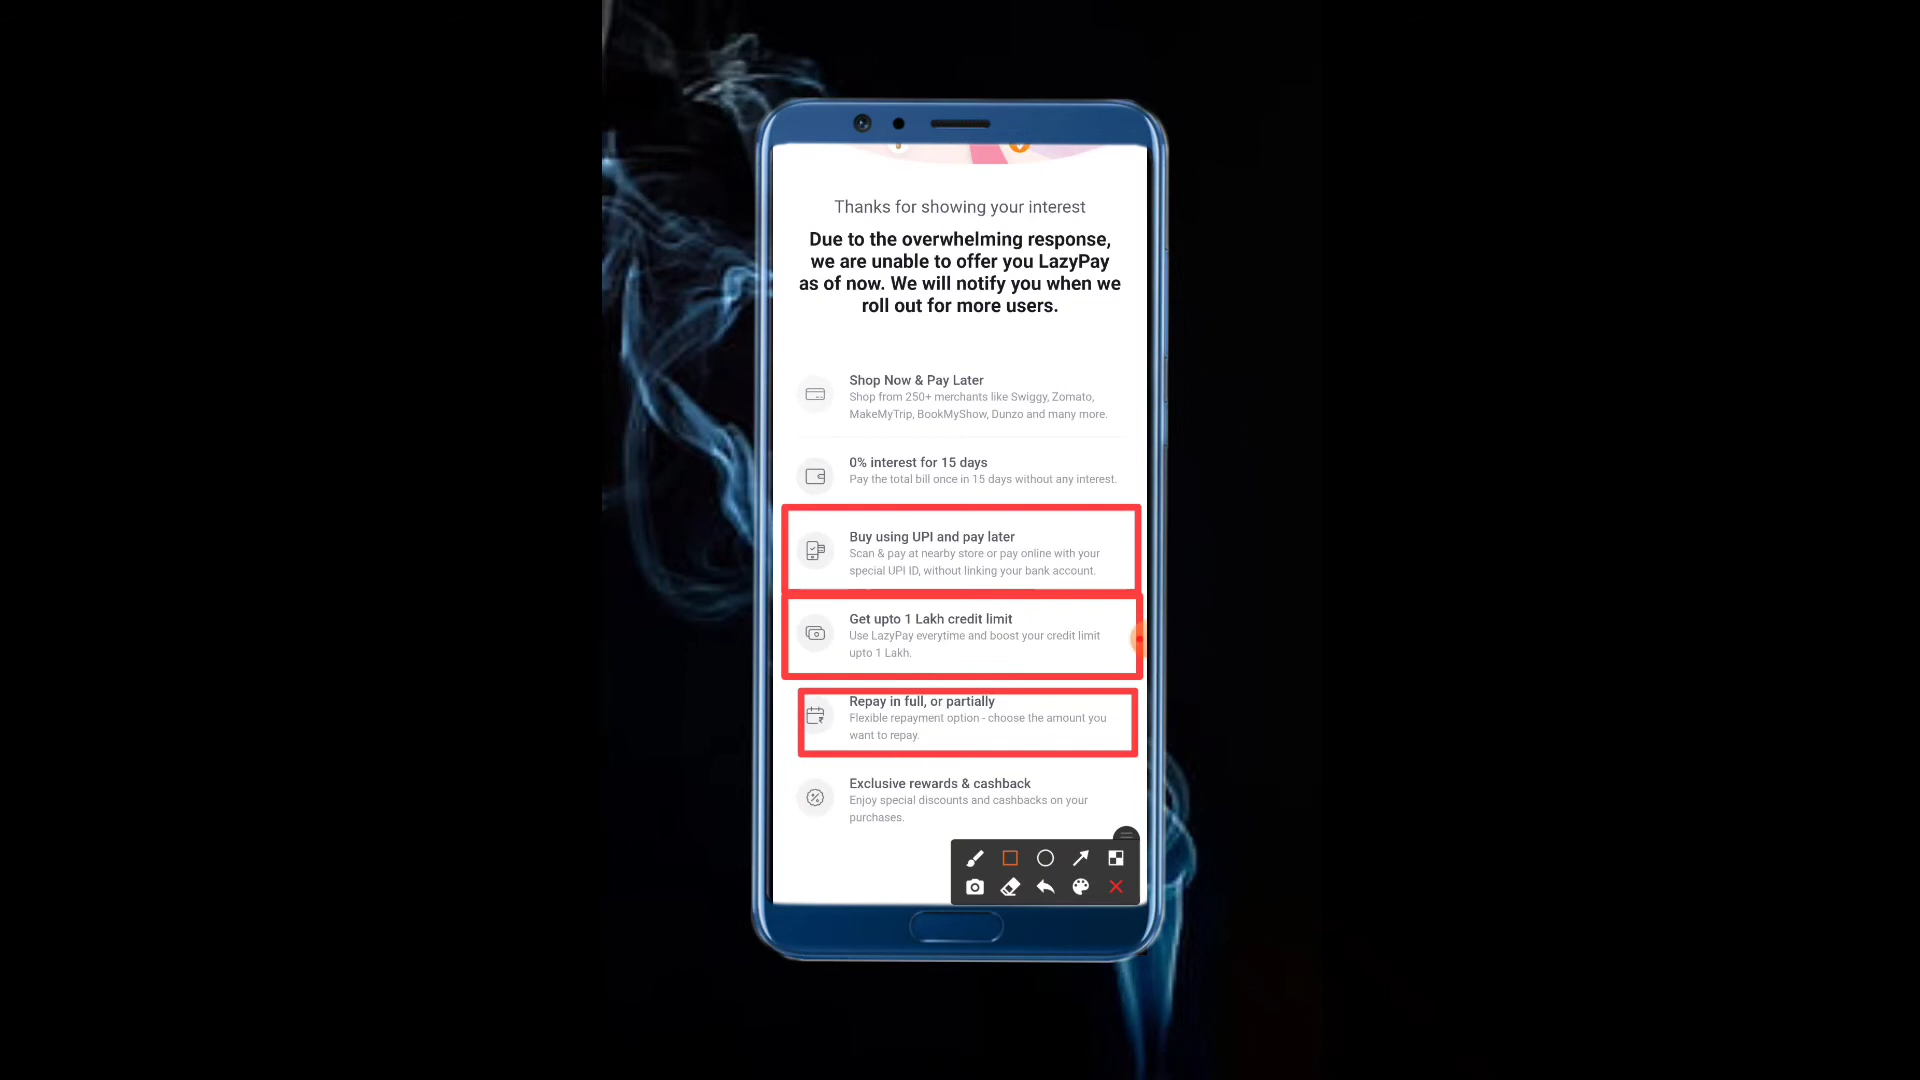 Thanks for showing your interest
Due to the overwhelming response,
we are unable to offer you LazyPay
as of now. We will notify you when we
roll out for more users.
Shop Now & Pay Later
Shop from 250+ merchants like Swiggy, Zomato,
MakeMyTrip, BookMyShow, Dunzo and many more.
0% interest for 15 days
Pay the total bill once in 15 days without any interest.
Buy using UPI and pay later
Scan & pay at nearby store or pay online with your
special UPI ID, without linking your bank account.
Get upto 1 Lakh credit limit
Use LazyPay everytime and boost your credit limit
upto 1 Lakh.
Repay in full, or partially
Flexible repayment option - choose the amount you
want to repay.
Exclusive rewards & cashback
Enjoy special discounts and cashbacks on your
purchases.